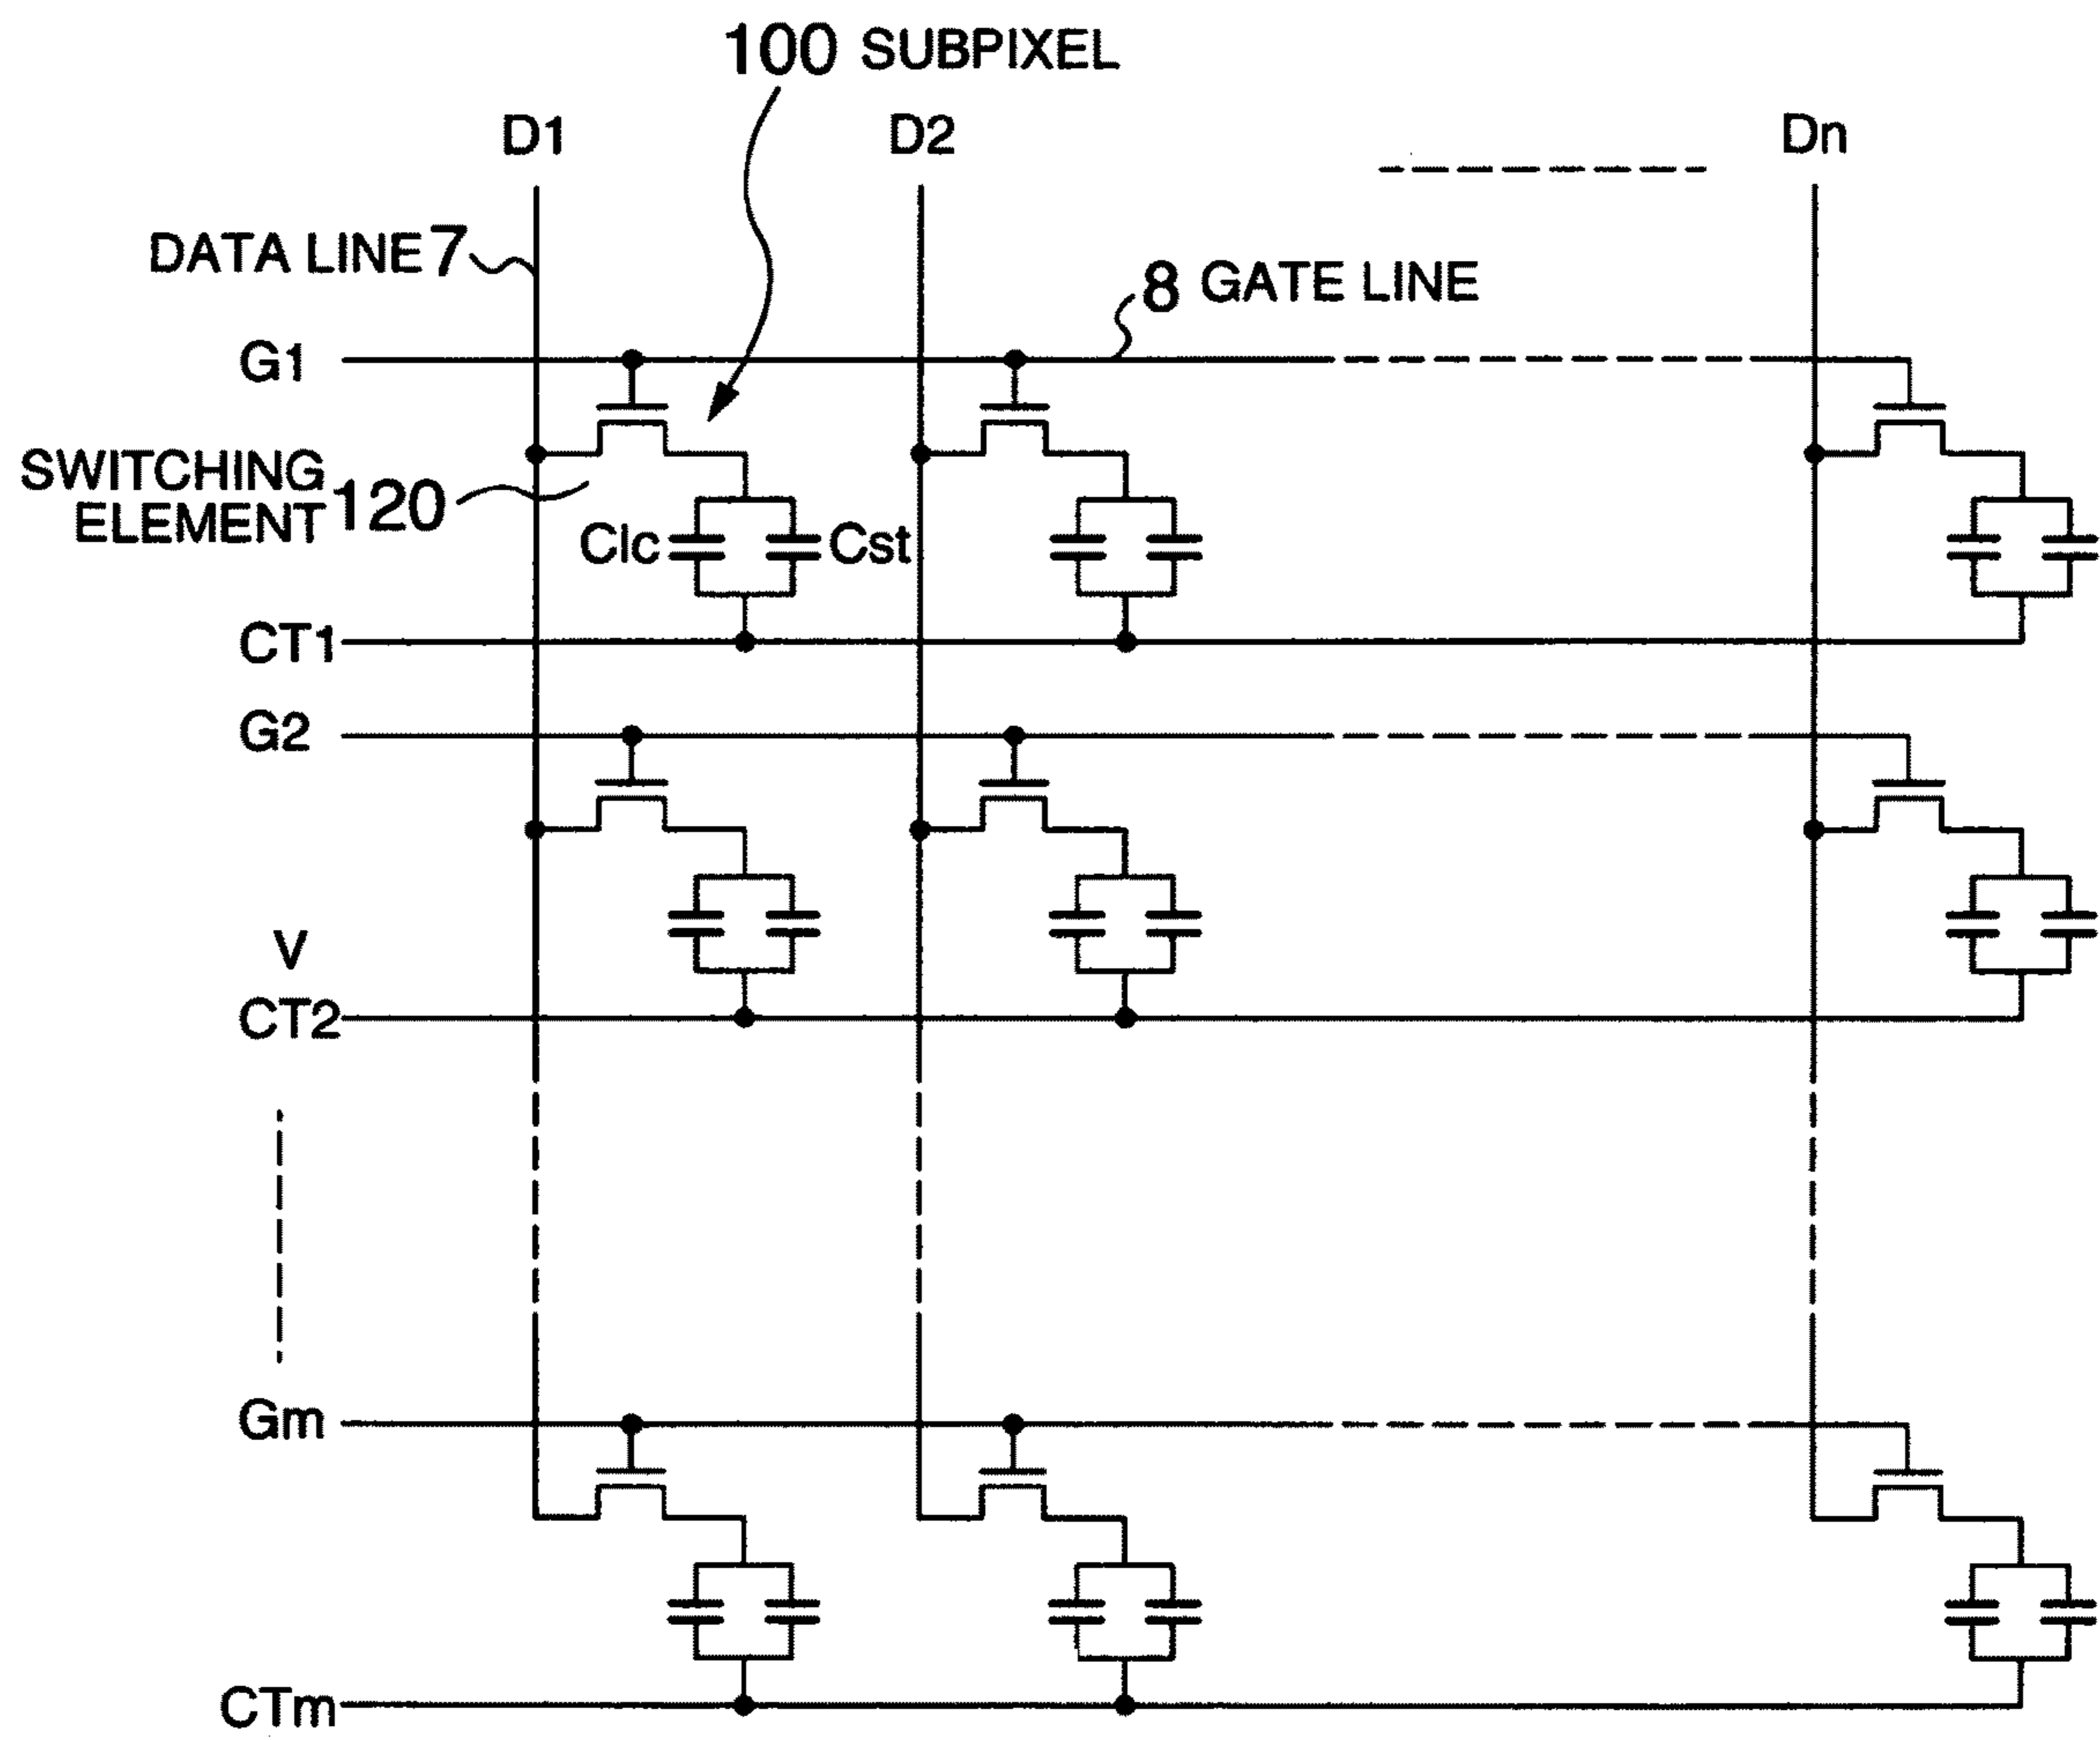 100 SUBPIXEL
D1
D2
Dn
DATA LINE 7
8 GATE LINE
G1
SWITCHING
ELEMENT 120
Clc
Cst
CT1
G2
V
CT2
Gm
CTm